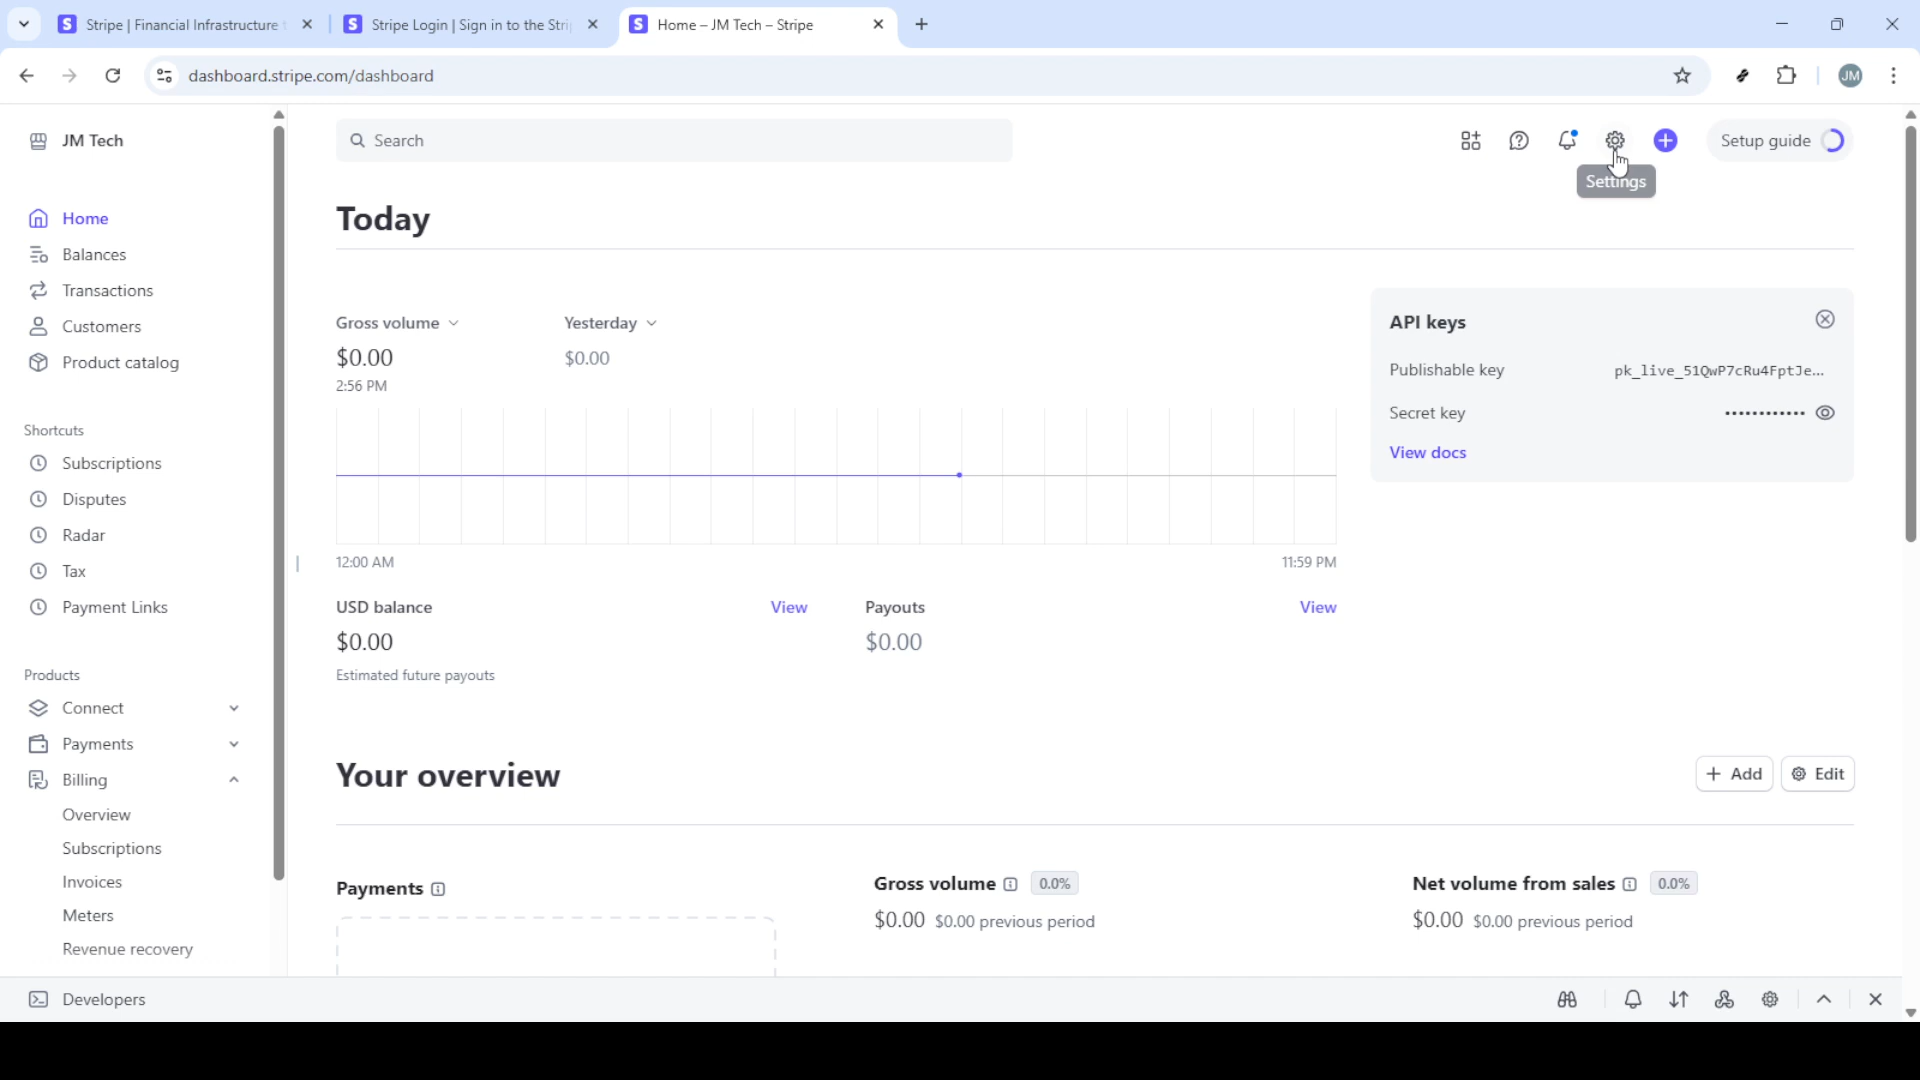 Stripe | Financial Infrastructure t
Stripe Login | Sign in to the Stri
Home – JM Tech – Stripe
dashboard.stripe.com/dashboard
JM
JM Tech
Search
Setup guide
Settings
Home
Balances
Transactions
Customers
Product catalog
Shortcuts
Subscriptions
Disputes
Radar
Tax
Payment Links
Products
Connect
Payments
Billing
Overview
Subscriptions
Invoices
Meters
Revenue recovery
Today
Gross volume
$0.00
2:56 PM
Yesterday
$0.00
12:00 AM
11:59 PM
USD balance
View
$0.00
Estimated future payouts
Payouts
View
$0.00
API keys
Publishable key
pk_live_51QwP7cRu4FptJe...
Secret key
••••••••••••
View docs
Your overview
Add
Edit
Payments
Gross volume
0.0%
$0.00 $0.00 previous period
Net volume from sales
0.0%
$0.00 $0.00 previous period
Developers